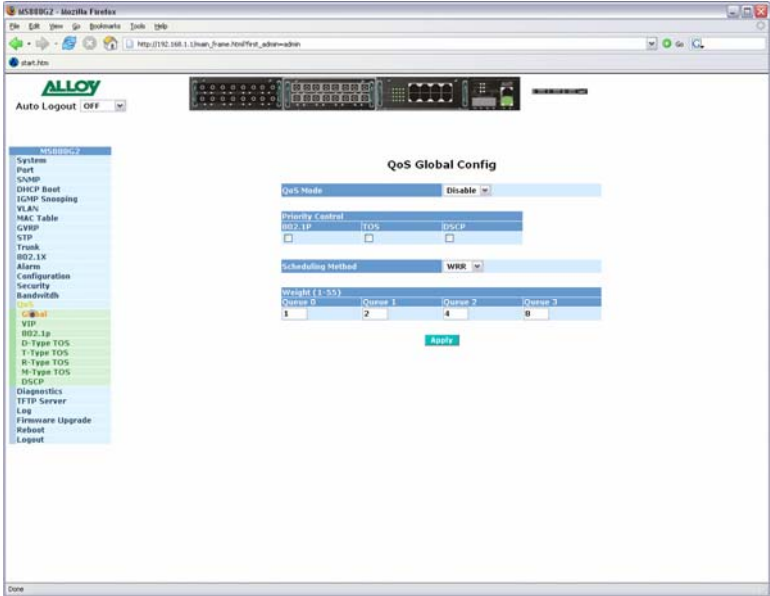 MS888G2 - Mozilla Firefox
File Edit View Go Bookmarks Tools Help
http://192.168.1.1/main_frame.html?first_admin=admin
Go
start.htm
ALLOY
Auto Logout OFF
MS888G2
System
Port
SNMP
DHCP Boot
IGMP Snooping
VLAN
MAC Table
GVRP
STP
Trunk
802.1X
Alarm
Configuration
Security
Bandwitdh
QoS
Global
VIP
802.1p
D-Type TOS
T-Type TOS
R-Type TOS
M-Type TOS
DSCP
Diagnostics
TFTP Server
Log
Firmware Upgrade
Reboot
Logout
QoS Global Config
QoS Mode Disable
Priority Control
802.1P TOS DSCP
Scheduling Method WRR
Weight (1-55)
Queue 0 Queue 1 Queue 2 Queue 3
1 2 4 8
Apply
Done